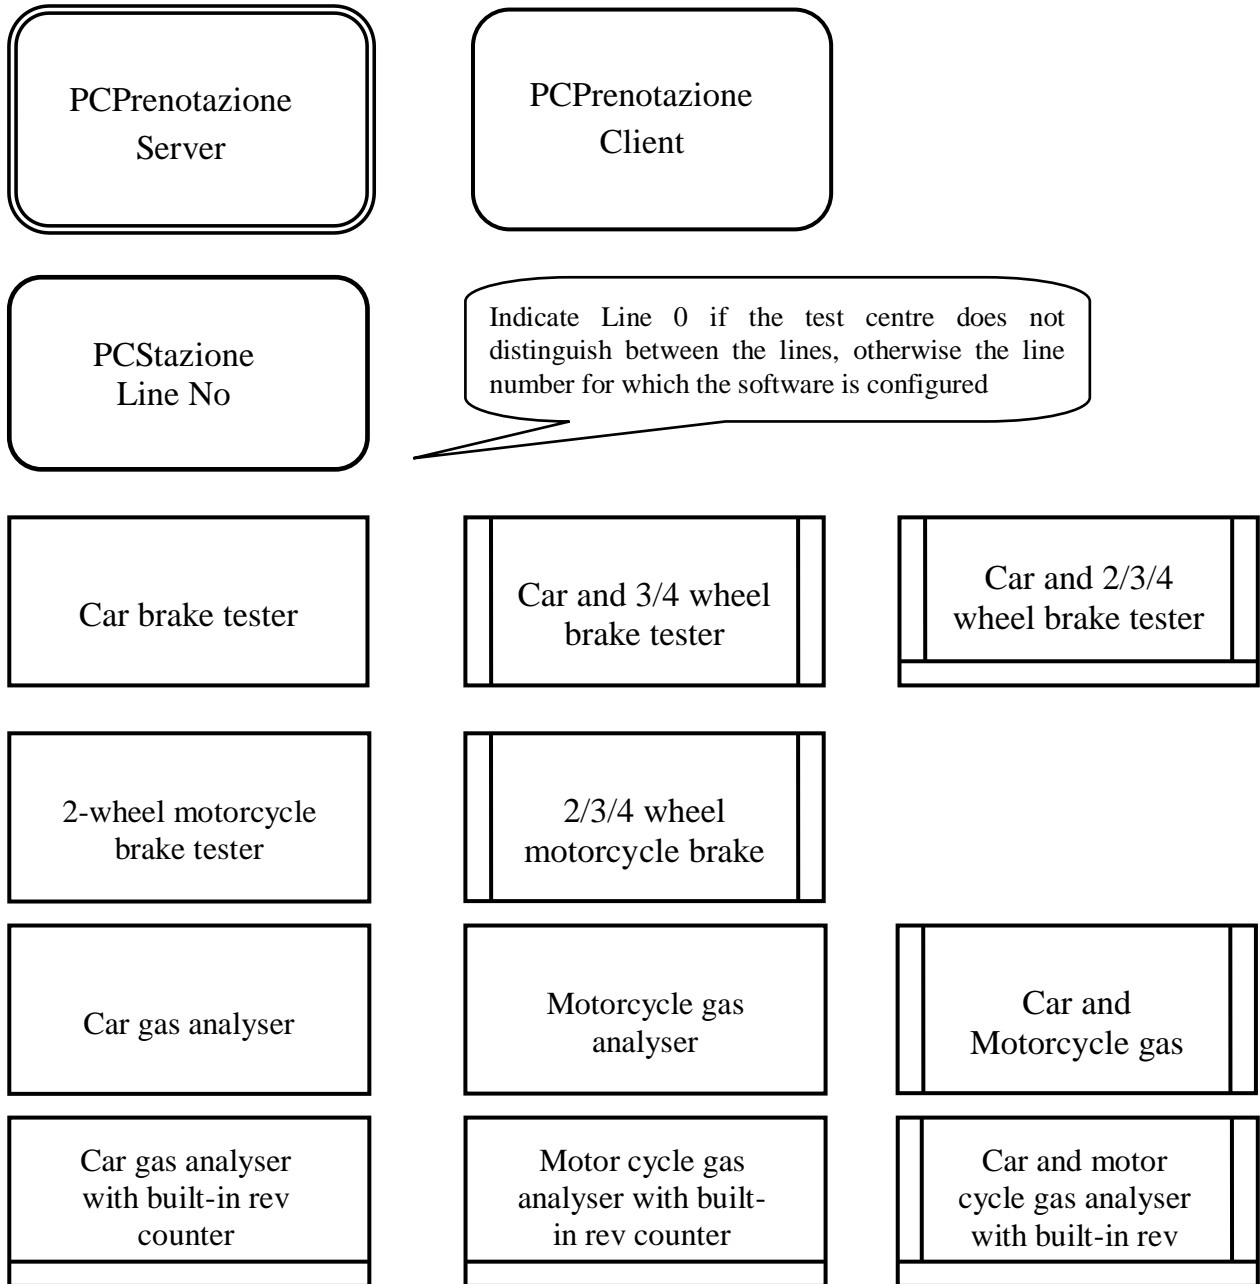 PCPrenotazione
Server
PCPrenotazione
Client
PCStazione
Line No
Indicate Line 0 if the test centre does not
distinguish between the lines, otherwise the line
number for which the software is configured
Car brake tester
Car and 3/4 wheel
brake tester
Car and 2/3/4
wheel brake tester
2-wheel motorcycle
brake tester
2/3/4 wheel
motorcycle brake
Car gas analyser
Motorcycle gas
analyser
Car and
Motorcycle gas
Car gas analyser
with built-in rev
counter
Motor cycle gas
analyser with built-
in rev counter
Car and motor
cycle gas analyser
with built-in rev